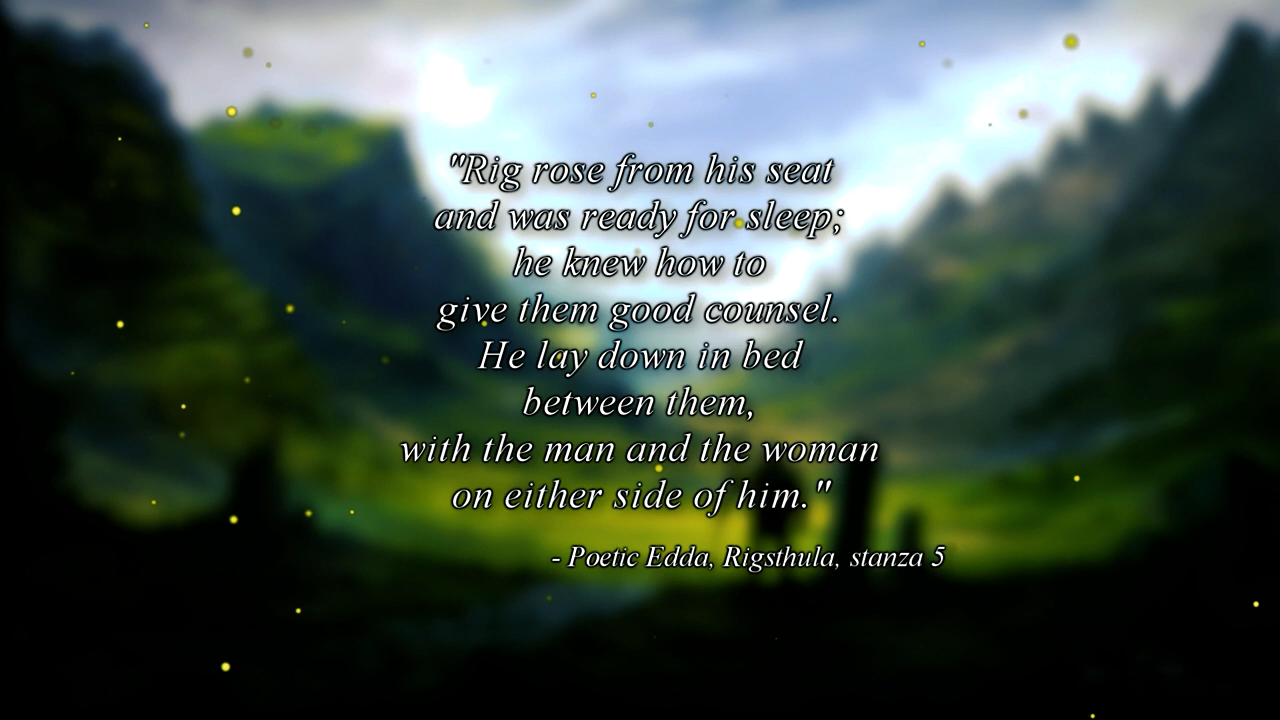 "Rig rose from his seat
and was ready for sleep;
he knew how to
give them good counsel.
He lay down in bed
between them,
with the man and the woman
on either side of him."
- Poetic Edda, Rigsthula, stanza 5